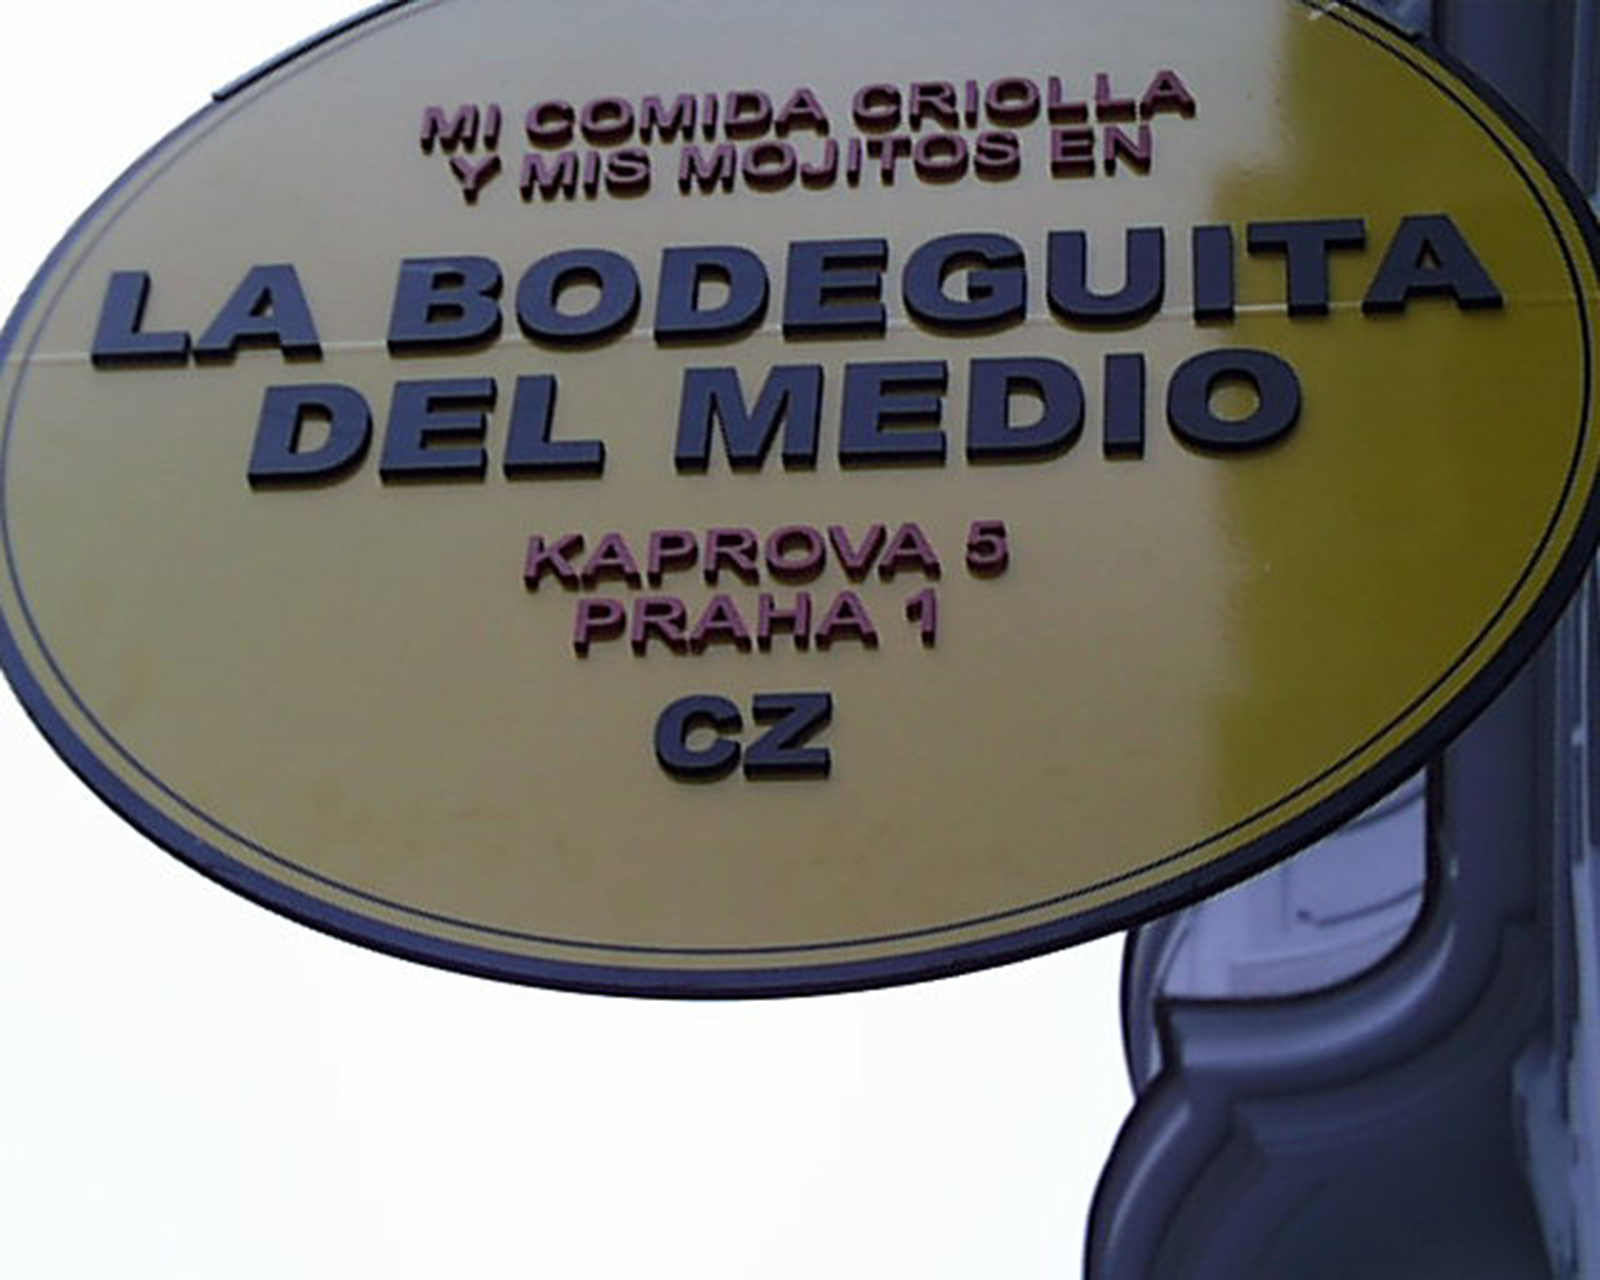 MI COMIDA CRIOLLA
Y MIS MOJITOS EN
LA BODEGUITA
DEL MEDIO
KAPROVA 5
PRAHA 1
CZ